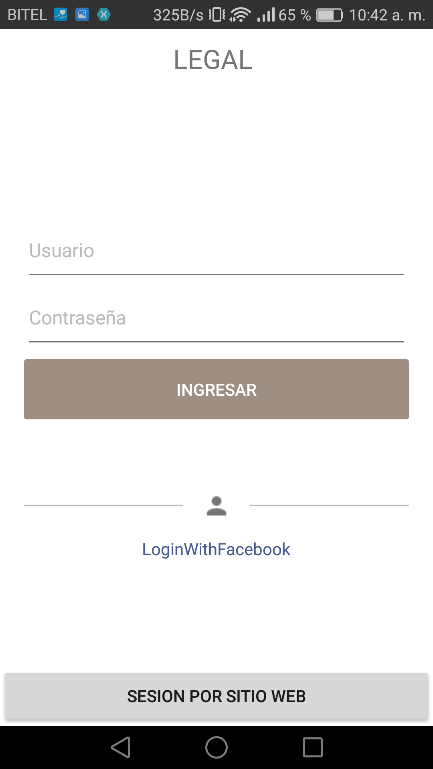 BITEL 325B/s 65 % 10:42 a. m.
LEGAL
Usuario
Contraseña
INGRESAR
LoginWithFacebook
SESION POR SITIO WEB